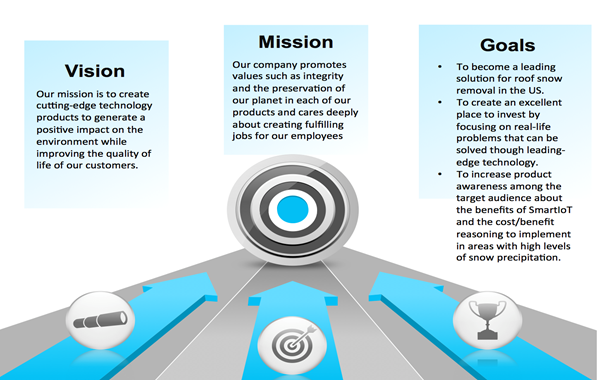 Vision
Our mission is to create
cutting-edge technology
products to generate a
positive impact on the
environment while
improving the quality of
life of our customers.
Mission
Our company promotes
values such as integrity
and the preservation of
our planet in each of our
products and cares deeply
about creating fulfilling
jobs for our employees
Goals
• To become a leading
solution for roof snow
removal in the US.
• To create an excellent
place to invest by
focusing on real-life
problems that can be
solved though leading-
edge technology.
• To increase product
awareness among the
target audience about
the benefits of SmartIoT
and the cost/benefit
reasoning to implement
in areas with high levels
of snow precipitation.